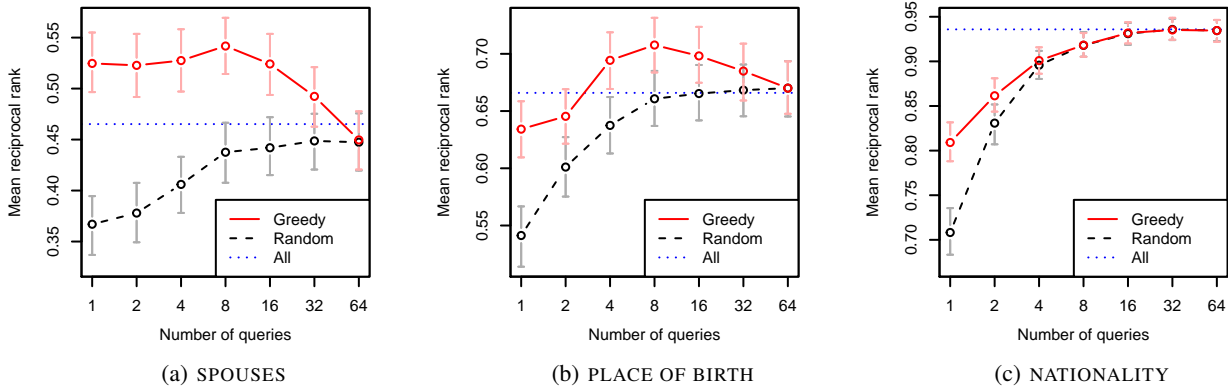 Mean reciprocal rank
0.35 0.40 0.45 0.50 0.55
Greedy
Random
All
1 2 4 8 16 32 64
Number of queries
(a) SPOUSES
Mean reciprocal rank
0.55 0.60 0.65 0.70
Greedy
Random
All
1 2 4 8 16 32 64
Number of queries
(b) PLACE OF BIRTH
Mean reciprocal rank
0.70 0.75 0.80 0.85 0.90 0.95
Greedy
Random
All
1 2 4 8 16 32 64
Number of queries
(c) NATIONALITY